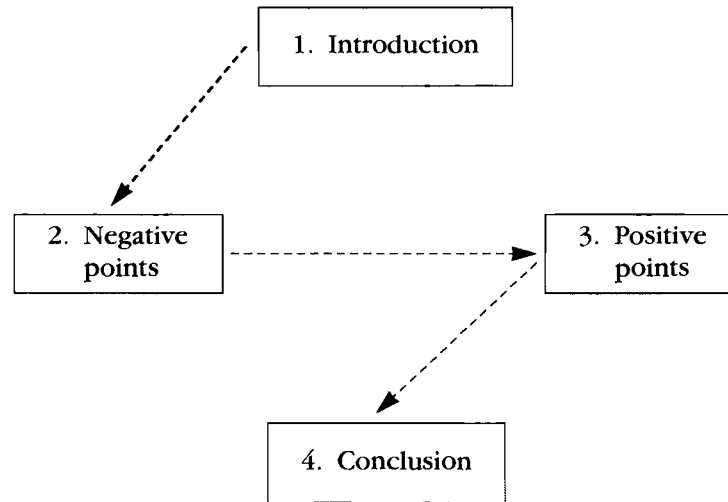 1. Introduction
2. Negative
points
3. Positive
points
4. Conclusion